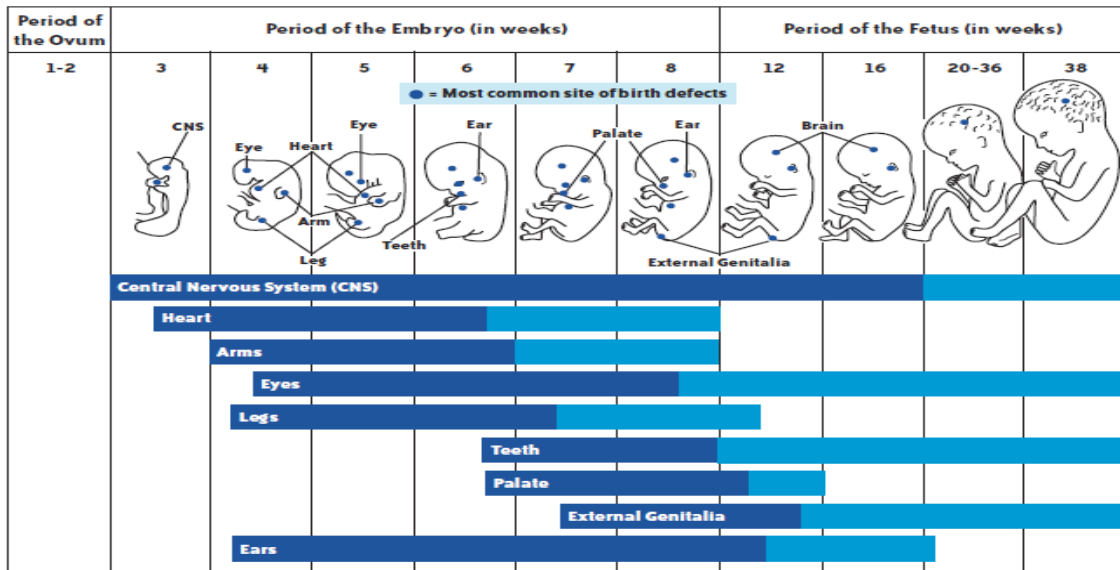 Period of
the Ovum
Period of the Embryo (in weeks)
Period of the Fetus (in weeks)
1-2
3
4
5
6
7
8
12
16
20-36
38
= Most common site of birth defects
CNS
Eye
Heart
Eye
Ear
Palate
Ear
Brain
Arm
Leg
Teeth
External Genitalia
Central Nervous System (CNS)
Heart
Arms
Eyes
Legs
Teeth
Palate
External Genitalia
Ears